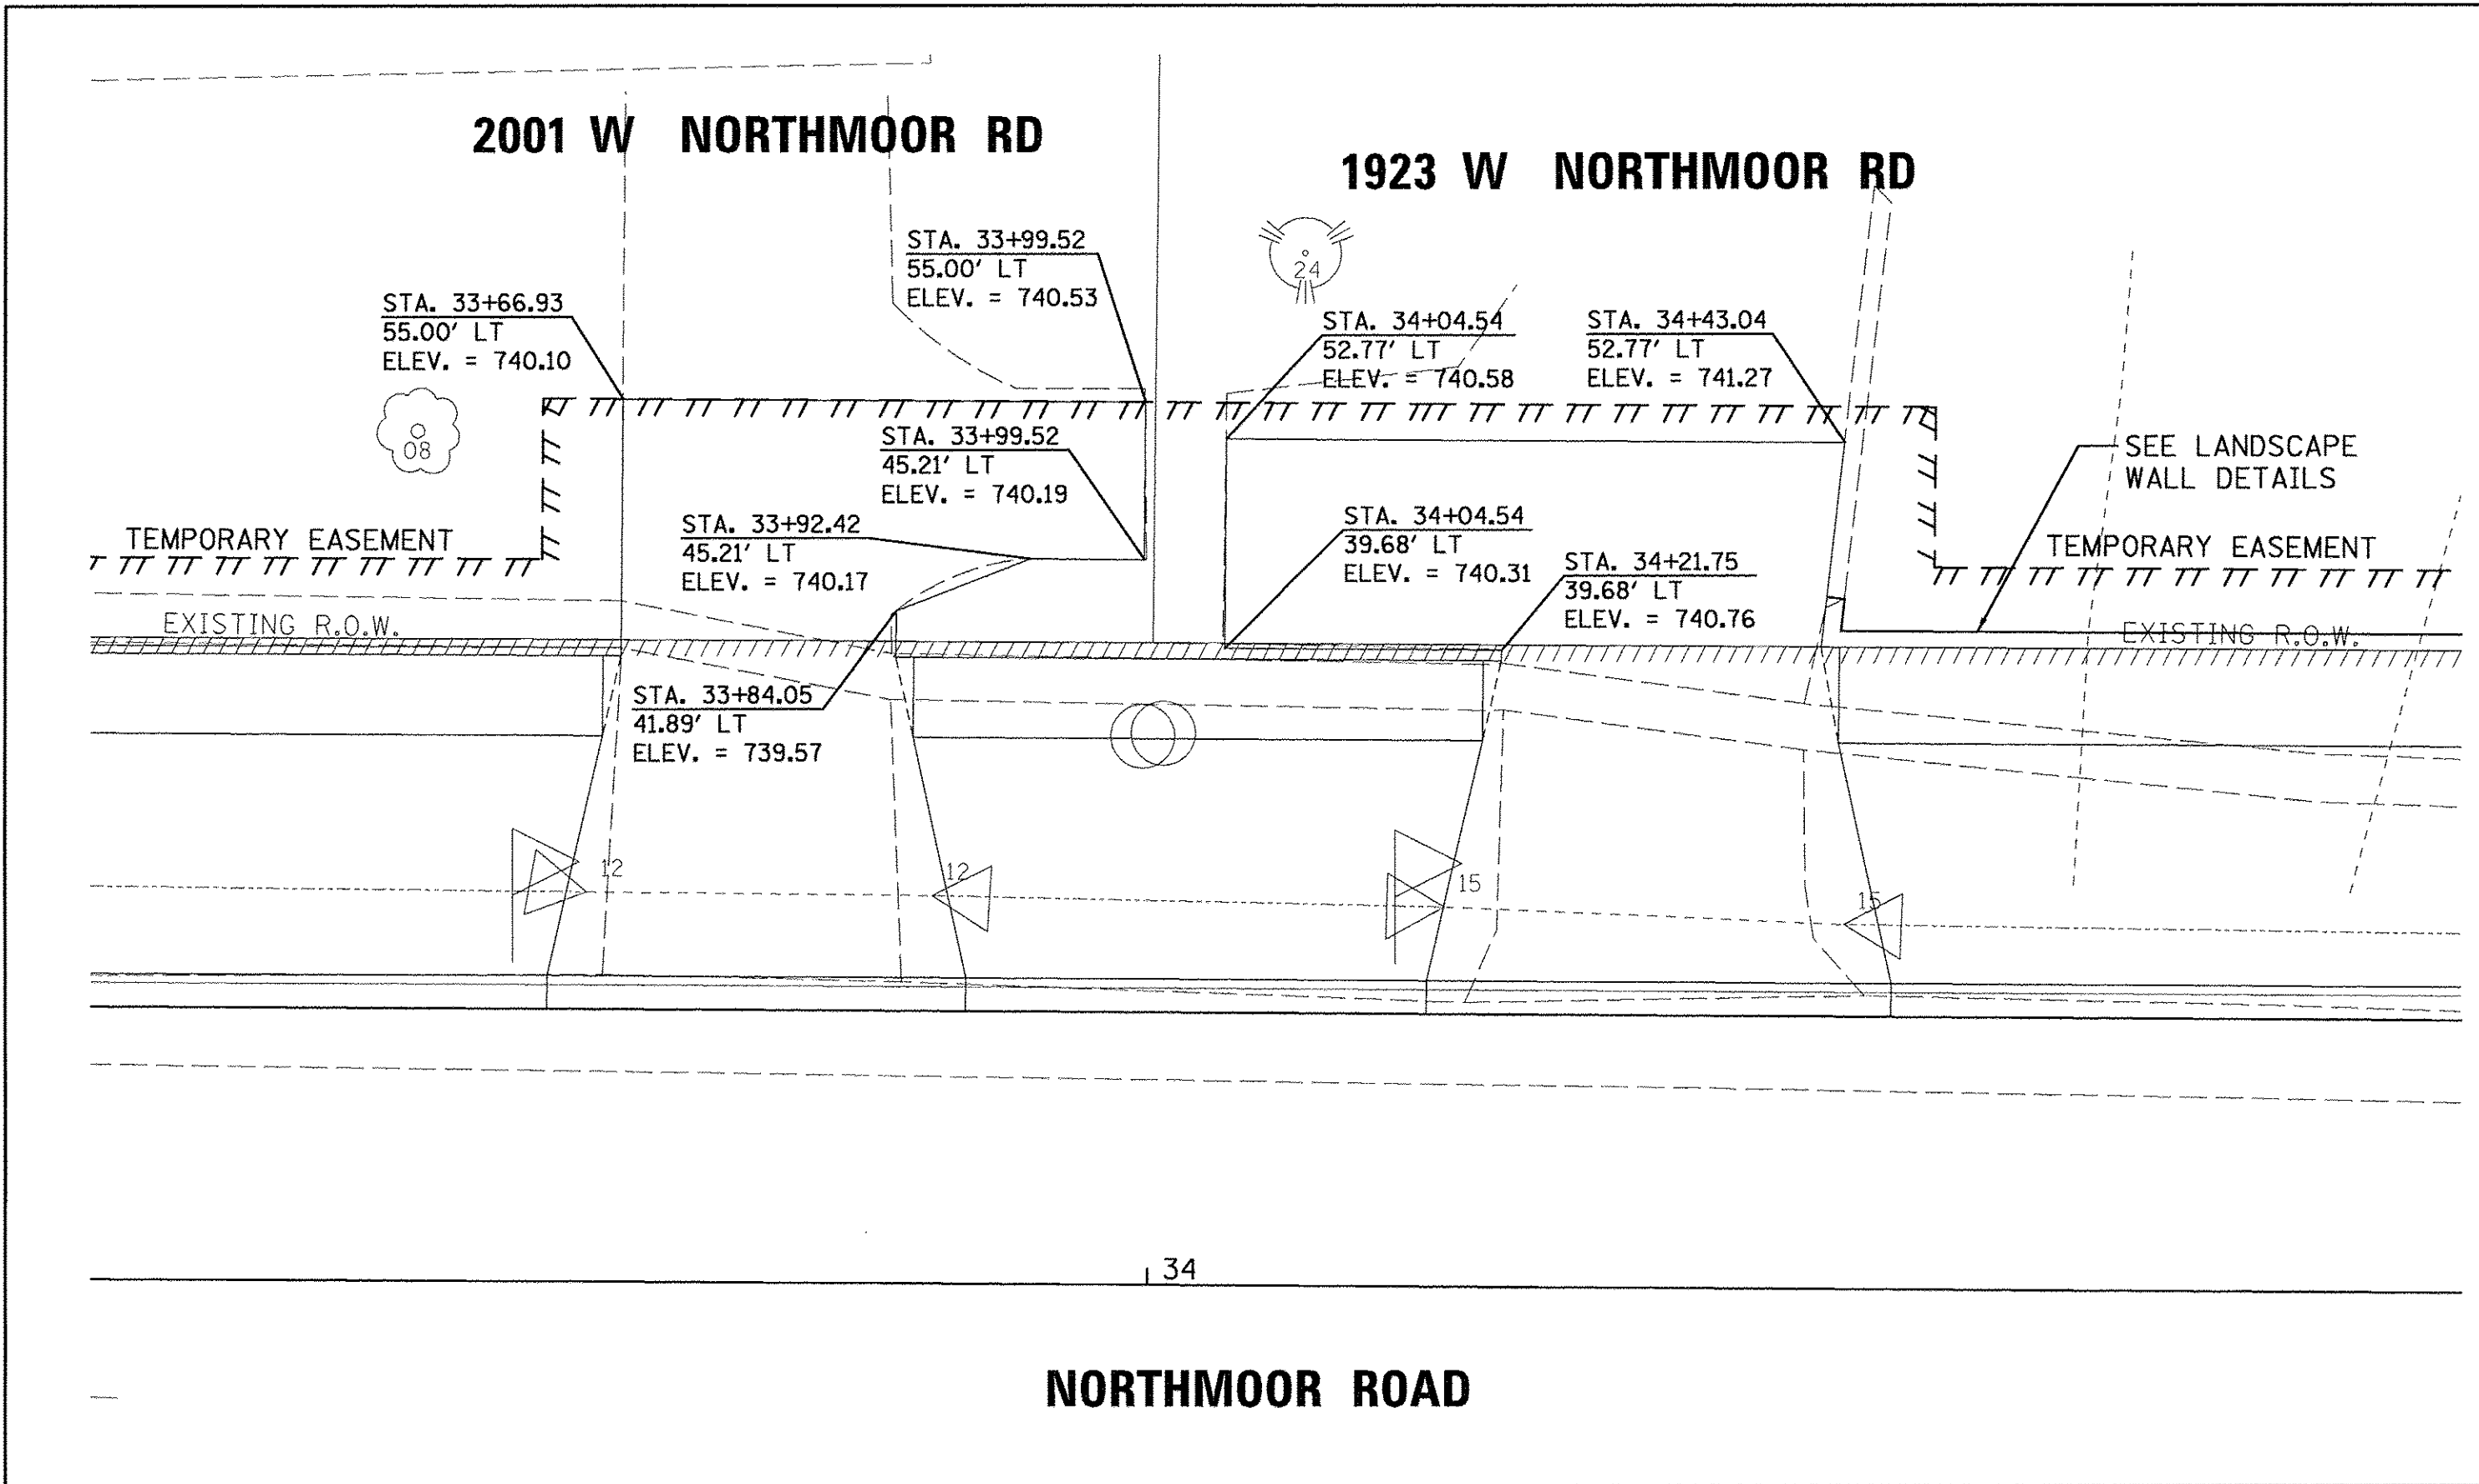 2001 W NORTHMOOR RD
1923 W NORTHMOOR RD
STA. 33+99.52
55.00' LT
ELEV. = 740.53
24
STA. 33+66.93
55.00' LT
ELEV. = 740.10
STA. 34+04.54
52.77' LT
ELEV. = 740.58
STA. 34+43.04
52.77' LT
ELEV. = 741.27
08
STA. 33+99.52
45.21' LT
ELEV. = 740.19
SEE LANDSCAPE
WALL DETAILS
TEMPORARY EASEMENT
STA. 33+92.42
45.21' LT
ELEV. = 740.17
STA. 34+04.54
39.68' LT
ELEV. = 740.31
STA. 34+21.75
39.68' LT
ELEV. = 740.76
TEMPORARY EASEMENT
EXISTING R.O.W.
EXISTING R.O.W.
STA. 33+84.05
41.89' LT
ELEV. = 739.57
12
12
15
15
34
NORTHMOOR ROAD